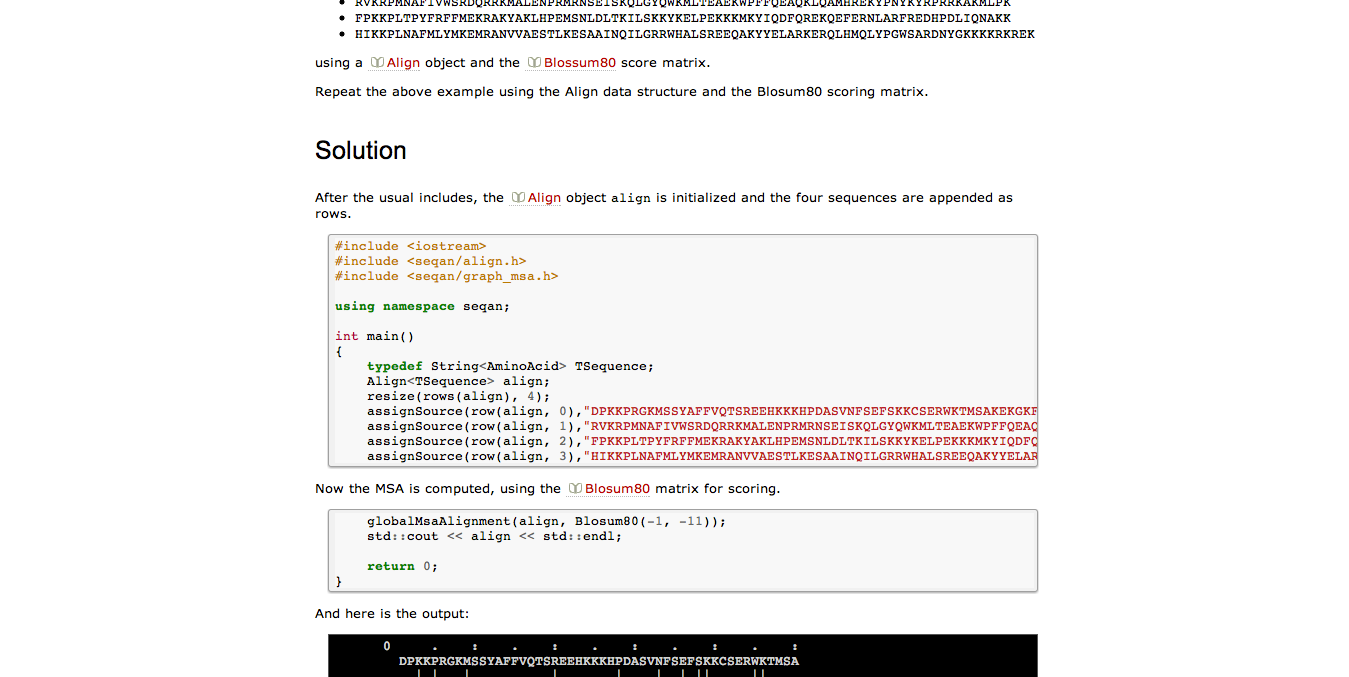 RVKRPMNAFIVWSRDQRRKMALENPRMRNSEISKQLGYQWKMLTEAEKWPFFQEAQKLQAMHREKYPNYKYRPRRKAKMLPK
FPKKPLTPYFRFFMEKRAKYAKLHPEMSNLDLTKILSKKYKELPEKKKMKYIQDFQREKQEFERNLARFREDHPDLIQNAKK
HIKKPLNAFMLYMKEMRANVVAESTLKESAAINQILGRRWHALSREEQAKYYELARKERQLHMQLYPGWSARDNYGKKKKRKREK
using a Align object and the Blossum80 score matrix.
Repeat the above example using the Align data structure and the Blosum80 scoring matrix.
Solution
After the usual includes, the Align object align is initialized and the four sequences are appended as
rows.
#include <iostream>
#include <seqan/align.h>
#include <seqan/graph_msa.h>
using namespace seqan;
int main()
{
typedef String<AminoAcid> TSequence;
Align<TSequence> align;
resize(rows(align), 4);
assignSource(row(align, 0),"DPKKPRGKMSSYAFFVQTSREEHKKKHPDASVNFSEFSKKCSERWKTMSAKEKGKF
assignSource(row(align, 1),"RVKRPMNAFIVWSRDQRRKMALENPRMRNSEISKQLGYQWKMLTEAEKWPFFQEAQ
assignSource(row(align, 2),"FPKKPLTPYFRFFMEKRAKYAKLHPEMSNLDLTKILSKKYKELPEKKKMKYIQDFQ
assignSource(row(align, 3),"HIKKPLNAFMLYMKEMRANVVAESTLKESAAINQILGRRWHALSREEQAKYYELAR
Now the MSA is computed, using the Blosum80 matrix for scoring.
globalMsaAlignment(align, Blosum80(-1, -11));
std::cout << align << std::endl;
return 0;
}
And here is the output:
0 . : . : . : . : . :
DPKKPRGKMSSYAFFVQTSREEHKKKHPDASVNFSEFSKKCSERWKTMSA